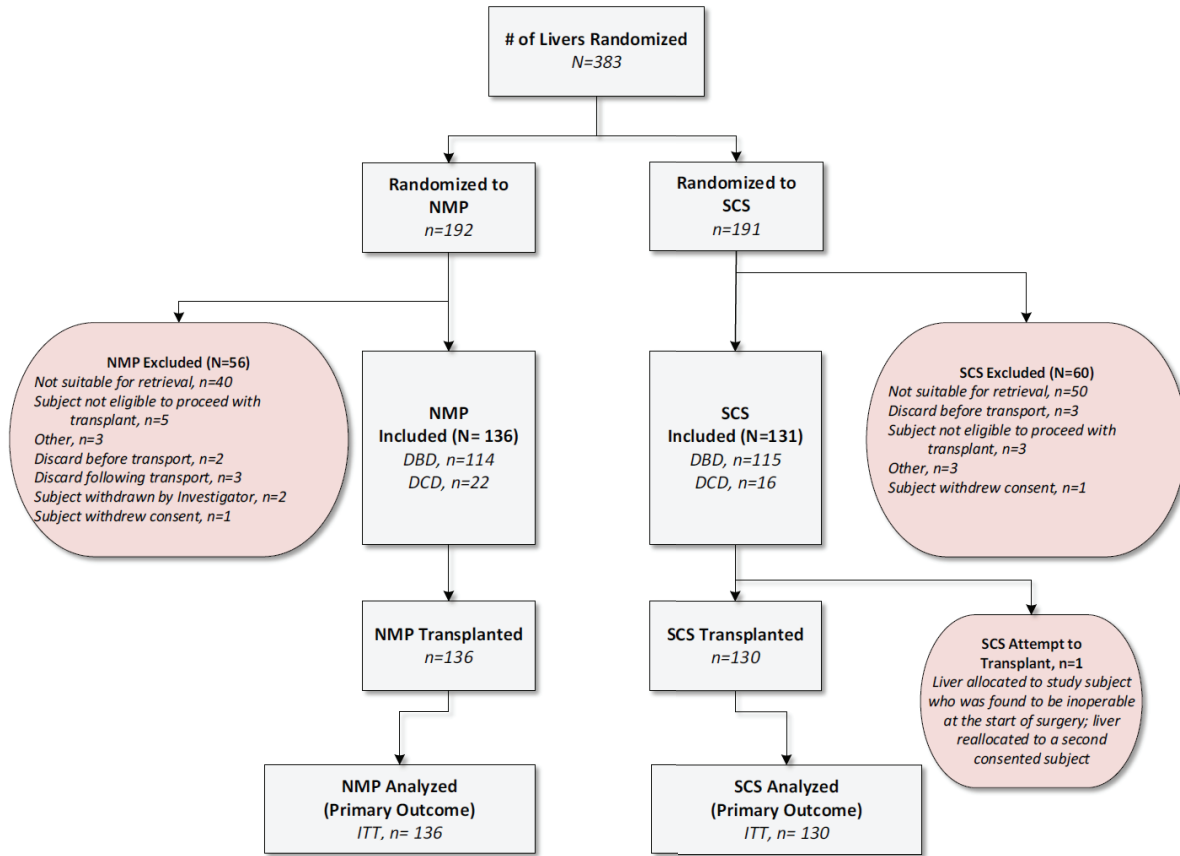 # of Livers Randomized
N=383
Randomized to
NMP
n=192
Randomized to
SCS
n=191
NMP Excluded (N=56)
Not suitable for retrieval, n=40
Subject not eligible to proceed with
transplant, n=5
Other, n=3
Discard before transport, n=2
Discard following transport, n=3
Subject withdrawn by Investigator, n=2
Subject withdrew consent, n=1
NMP
Included (N= 136)
DBD, n=114
DCD, n=22
SCS
Included (N=131)
DBD, n=115
DCD, n=16
SCS Excluded (N=60)
Not suitable for retrieval, n=50
Discard before transport, n=3
Subject not eligible to proceed with
transplant, n=3
Other, n=3
Subject withdrew consent, n=1
NMP Transplanted
n=136
SCS Transplanted
n=130
SCS Attempt to
Transplant, n=1
Liver allocated to study subject
who was found to be inoperable
at the start of surgery; liver
reallocated to a second
consented subject
NMP Analyzed
(Primary Outcome)
ITT, n= 136
SCS Analyzed
(Primary Outcome)
ITT, n= 130